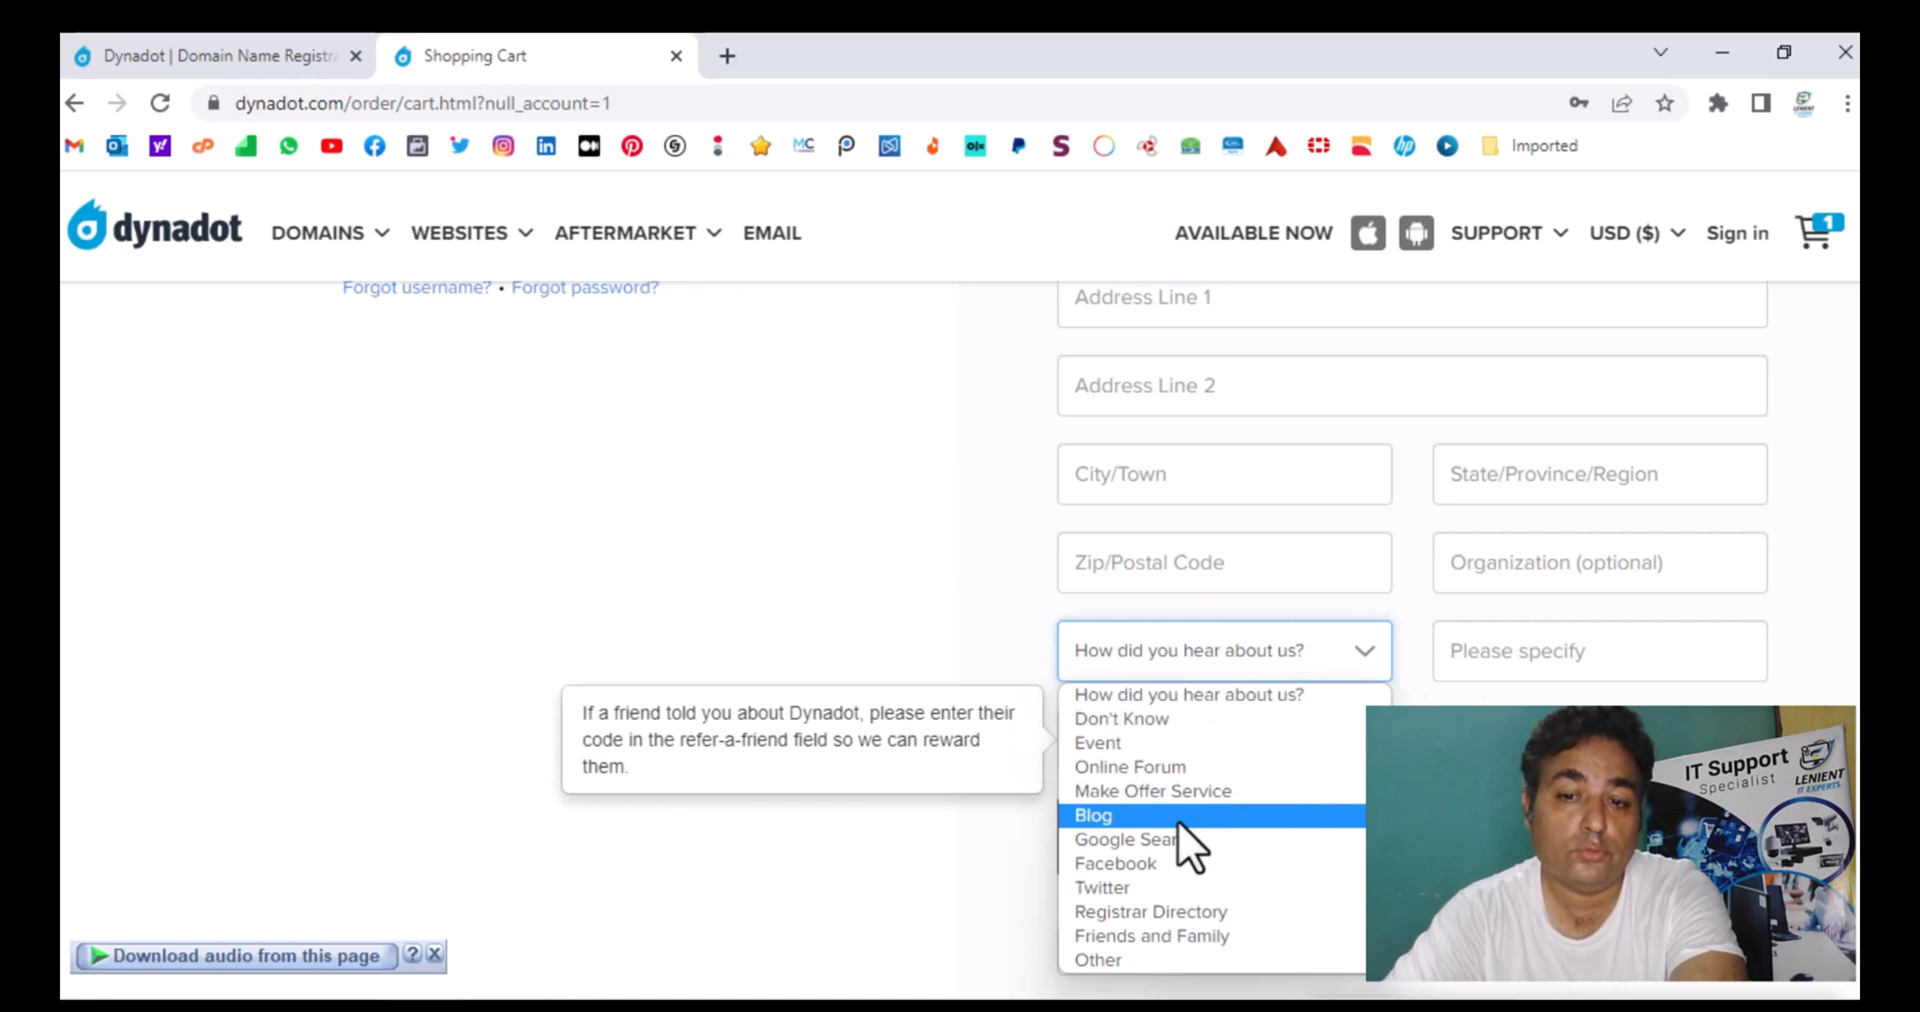 Dynadot | Domain Name Registra
Shopping Cart
dynadot.com/order/cart.html?null_account=1
Imported
dynadot
DOMAINS
WEBSITES
AFTERMARKET
EMAIL
AVAILABLE NOW
SUPPORT
USD ($)
Sign in
1
Forgot username? • Forgot password?
Address Line 1
Address Line 2
City/Town
State/Province/Region
Zip/Postal Code
Organization (optional)
How did you hear about us?
Please specify
If a friend told you about Dynadot, please enter their
code in the refer-a-friend field so we can reward
them.
How did you hear about us?
Don't Know
Event
Online Forum
Make Offer Service
Blog
Google Sear
Facebook
Twitter
Registrar Directory
Friends and Family
Other
IT Support
Specialist
LENIENT
IT EXPERTS
Download audio from this page